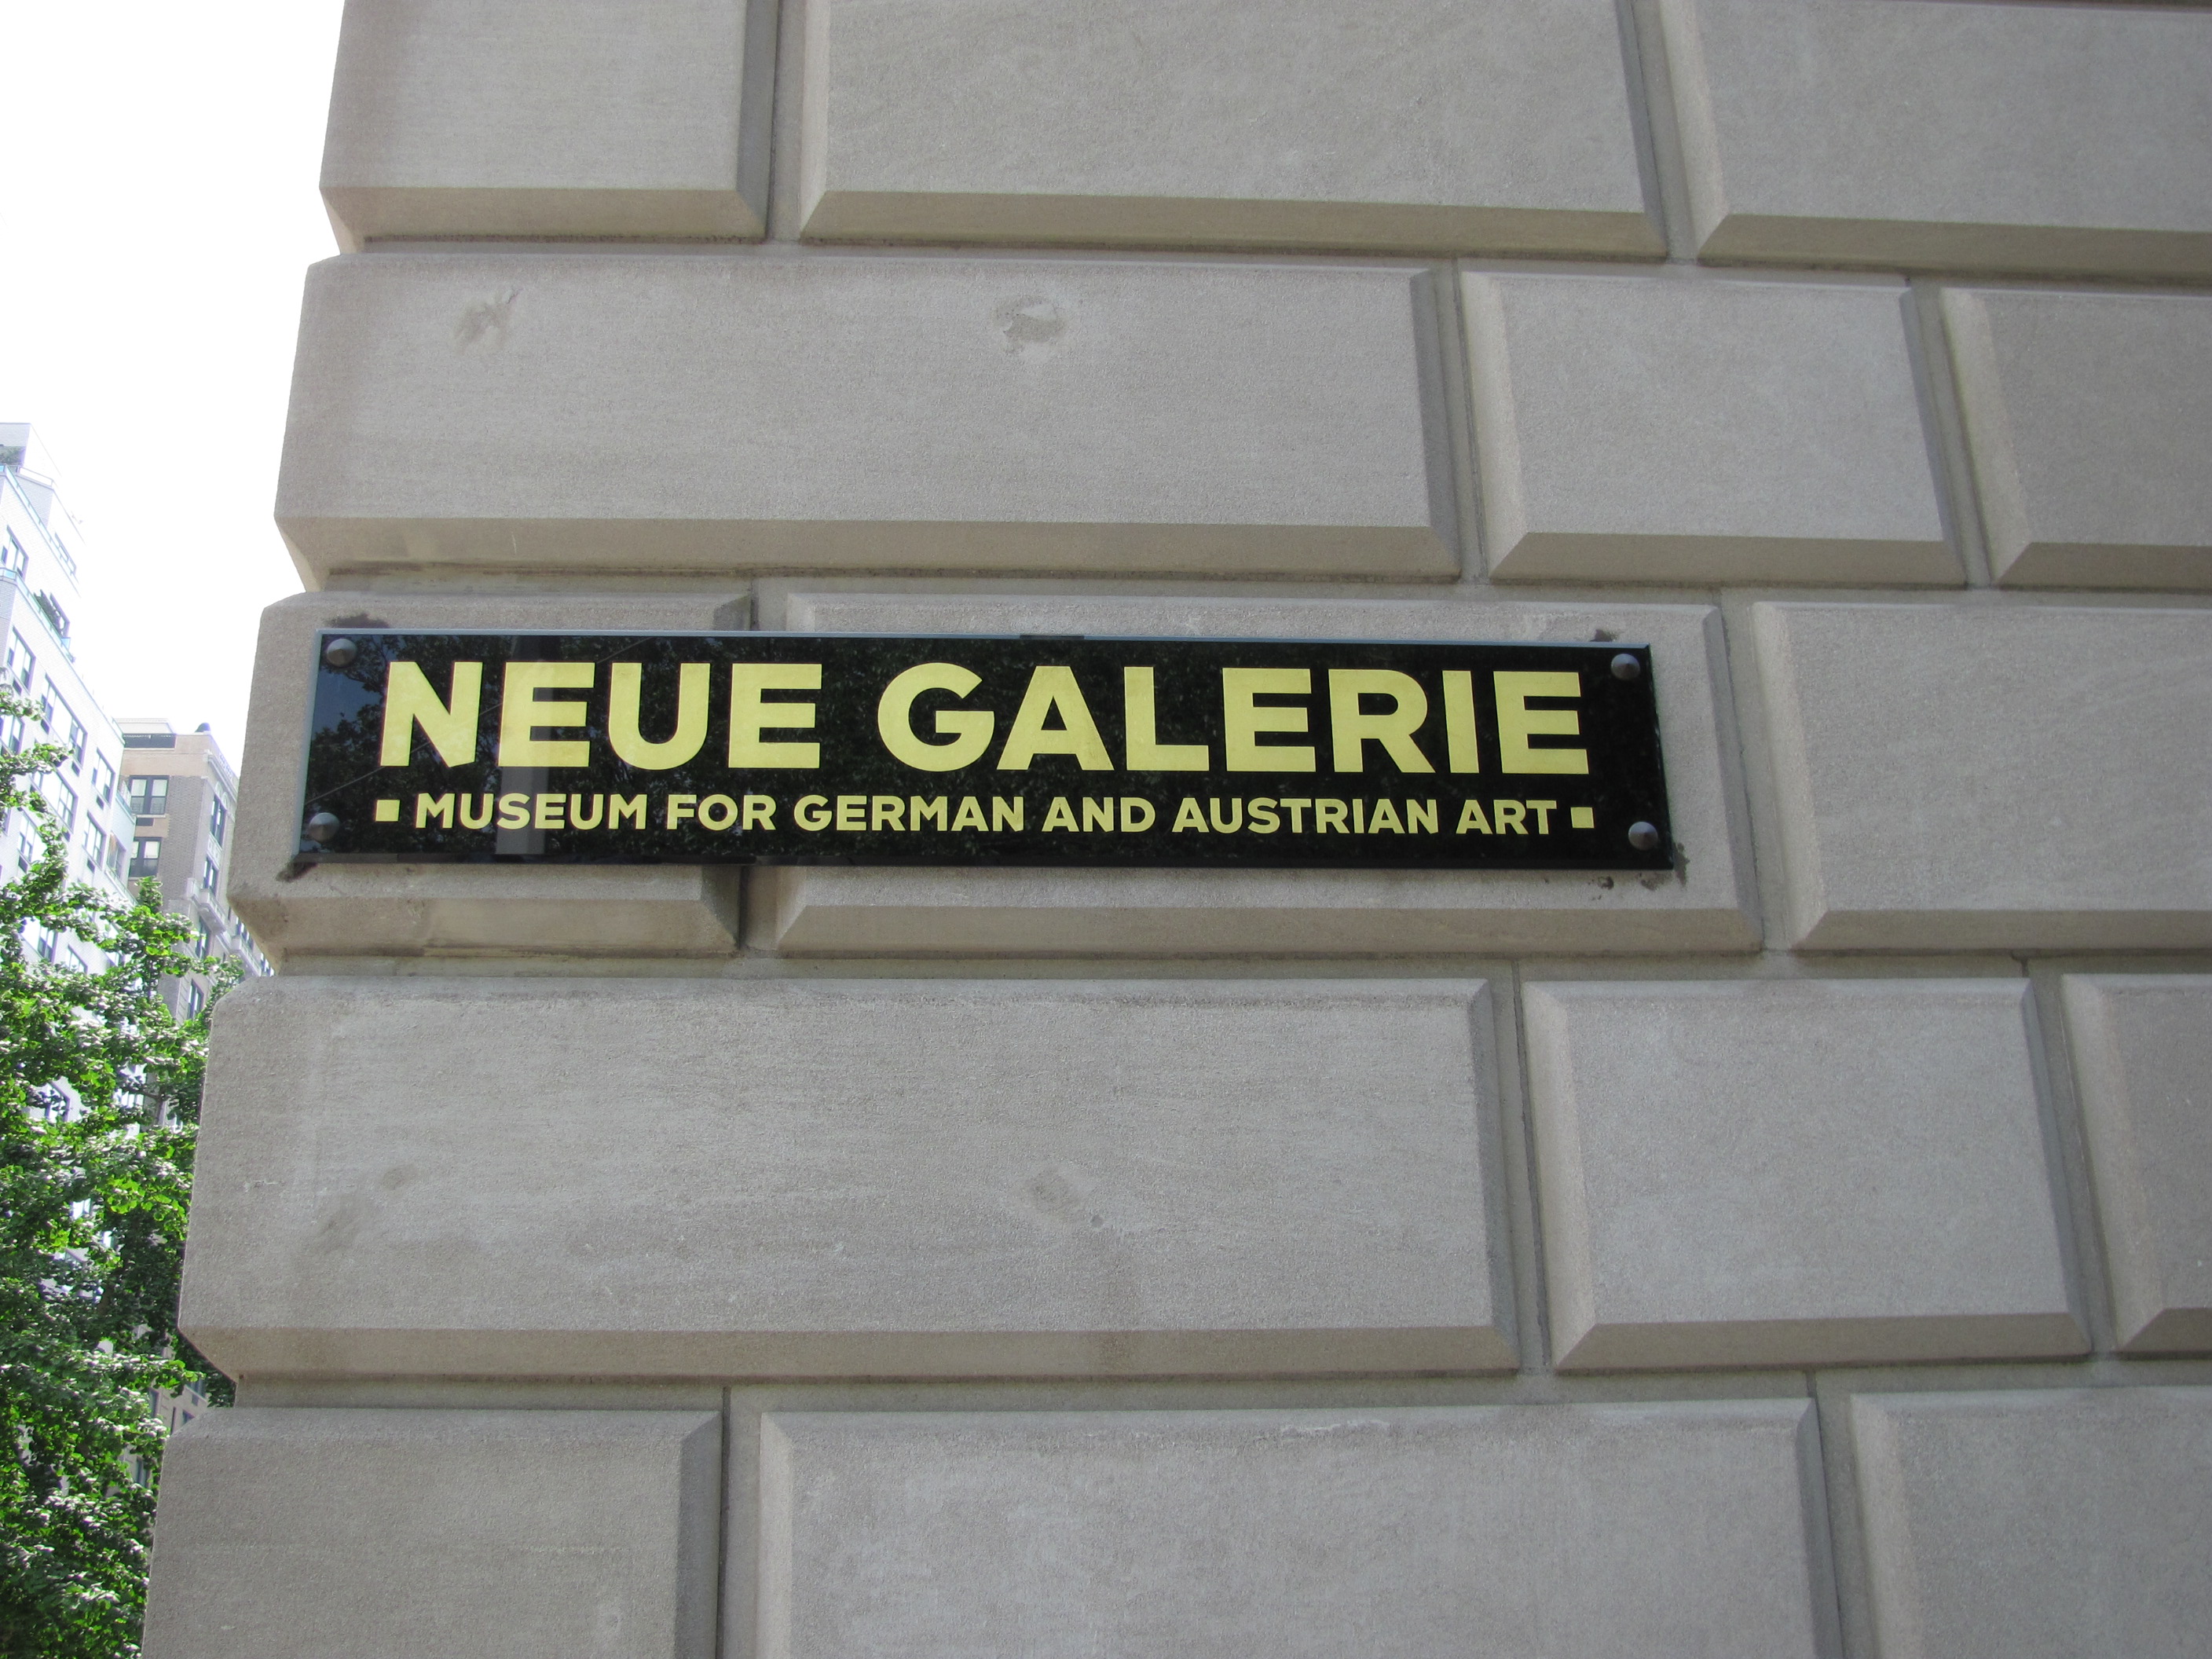 NEUE GALERIE
▪ MUSEUM FOR GERMAN AND AUSTRIAN ART ▪